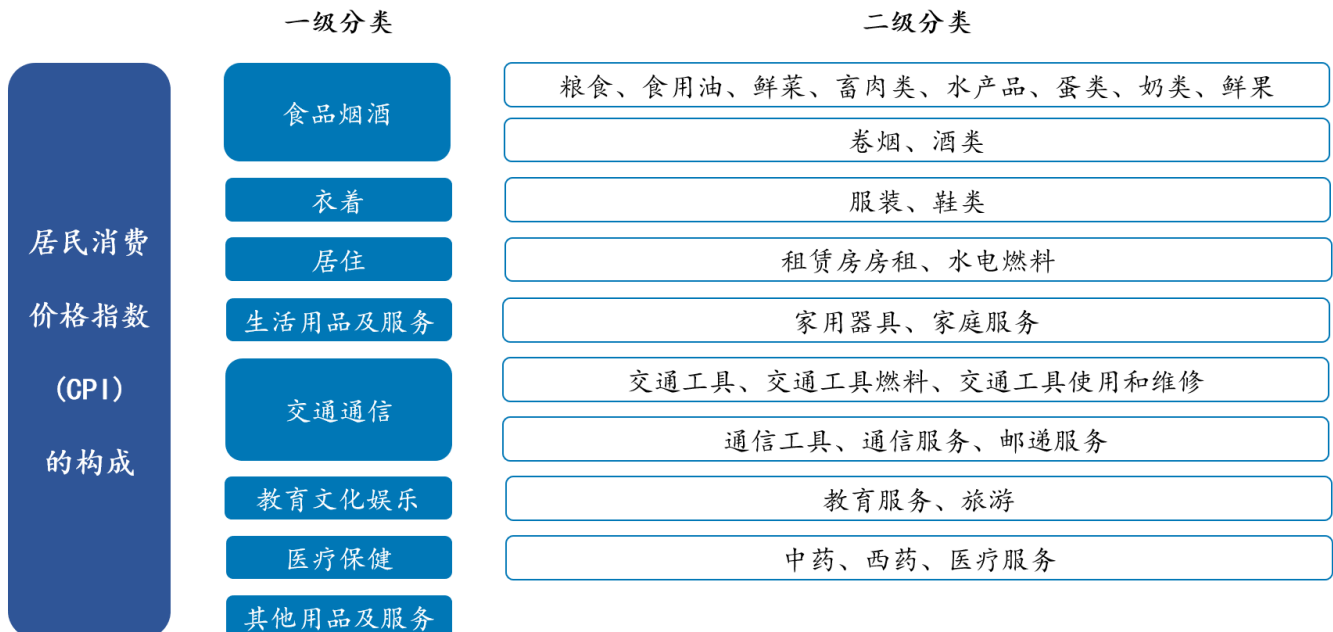 一级分类
二级分类
居民消费
价格指数
(CPI)
的构成
食品烟酒
粮食、食用油、鲜菜、畜肉类、水产品、蛋类、奶类、鲜果
卷烟、酒类
衣着
服装、鞋类
居住
租赁房房租、水电燃料
生活用品及服务
家用器具、家庭服务
交通通信
交通工具、交通工具燃料、交通工具使用和维修
通信工具、通信服务、邮递服务
教育文化娱乐
教育服务、旅游
医疗保健
中药、西药、医疗服务
其他用品及服务